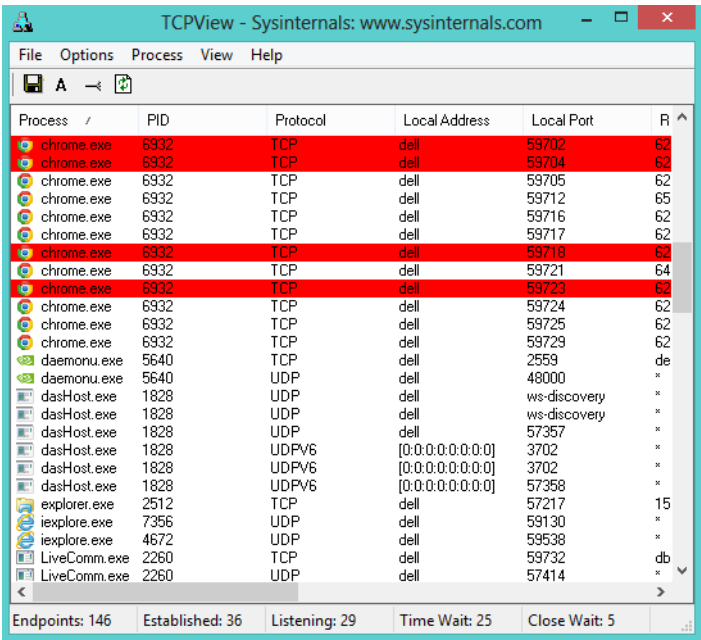 TCPView - Sysinternals: www.sysinternals.com
File Options Process View Help
A
Process / PID Protocol Local Address Local Port R
chrome.exe 6932 TCP dell 59702 62
chrome.exe 6932 TCP dell 59704 62
chrome.exe 6932 TCP dell 59705 62
chrome.exe 6932 TCP dell 59712 65
chrome.exe 6932 TCP dell 59716 62
chrome.exe 6932 TCP dell 59717 62
chrome.exe 6932 TCP dell 59718 62
chrome.exe 6932 TCP dell 59721 64
chrome.exe 6932 TCP dell 59723 62
chrome.exe 6932 TCP dell 59724 62
chrome.exe 6932 TCP dell 59725 62
chrome.exe 6932 TCP dell 59729 62
daemonu.exe 5640 TCP dell 2559 de
daemonu.exe 5640 UDP dell 48000 *
dasHost.exe 1828 UDP dell ws-discovery *
dasHost.exe 1828 UDP dell ws-discovery *
dasHost.exe 1828 UDP dell 57357 *
dasHost.exe 1828 UDPV6 [0:0:0:0:0:0:0:0] 3702 *
dasHost.exe 1828 UDPV6 [0:0:0:0:0:0:0:0] 3702 *
dasHost.exe 1828 UDPV6 [0:0:0:0:0:0:0:0] 57358 *
explorer.exe 2512 TCP dell 57217 15
iexplore.exe 7356 UDP dell 59130 *
iexplore.exe 4672 UDP dell 59538 *
LiveComm.exe 2260 TCP dell 59732 db
LiveComm.exe 2260 UDP dell 57414 *
Endpoints: 146 Established: 36 Listening: 29 Time Wait: 25 Close Wait: 5